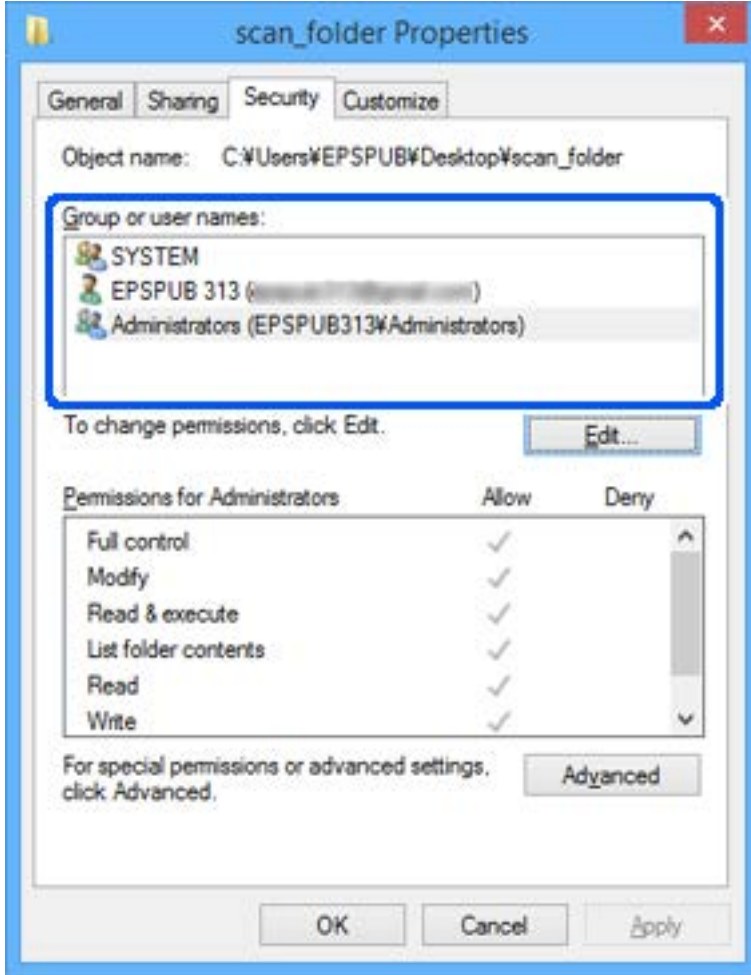 scan_folder Properties
General Sharing Security Customize
Object name: C:¥Users¥EPSPUB¥Desktop¥scan_folder
Group or user names:
SYSTEM
EPSPUB 313 ( )
Administrators (EPSPUB313¥Administrators)
To change permissions, click Edit.
Edit...
Permissions for Administrators Allow Deny
Full control
Modify
Read & execute
List folder contents
Read
Write
For special permissions or advanced settings,
click Advanced.
Advanced
OK Cancel Apply